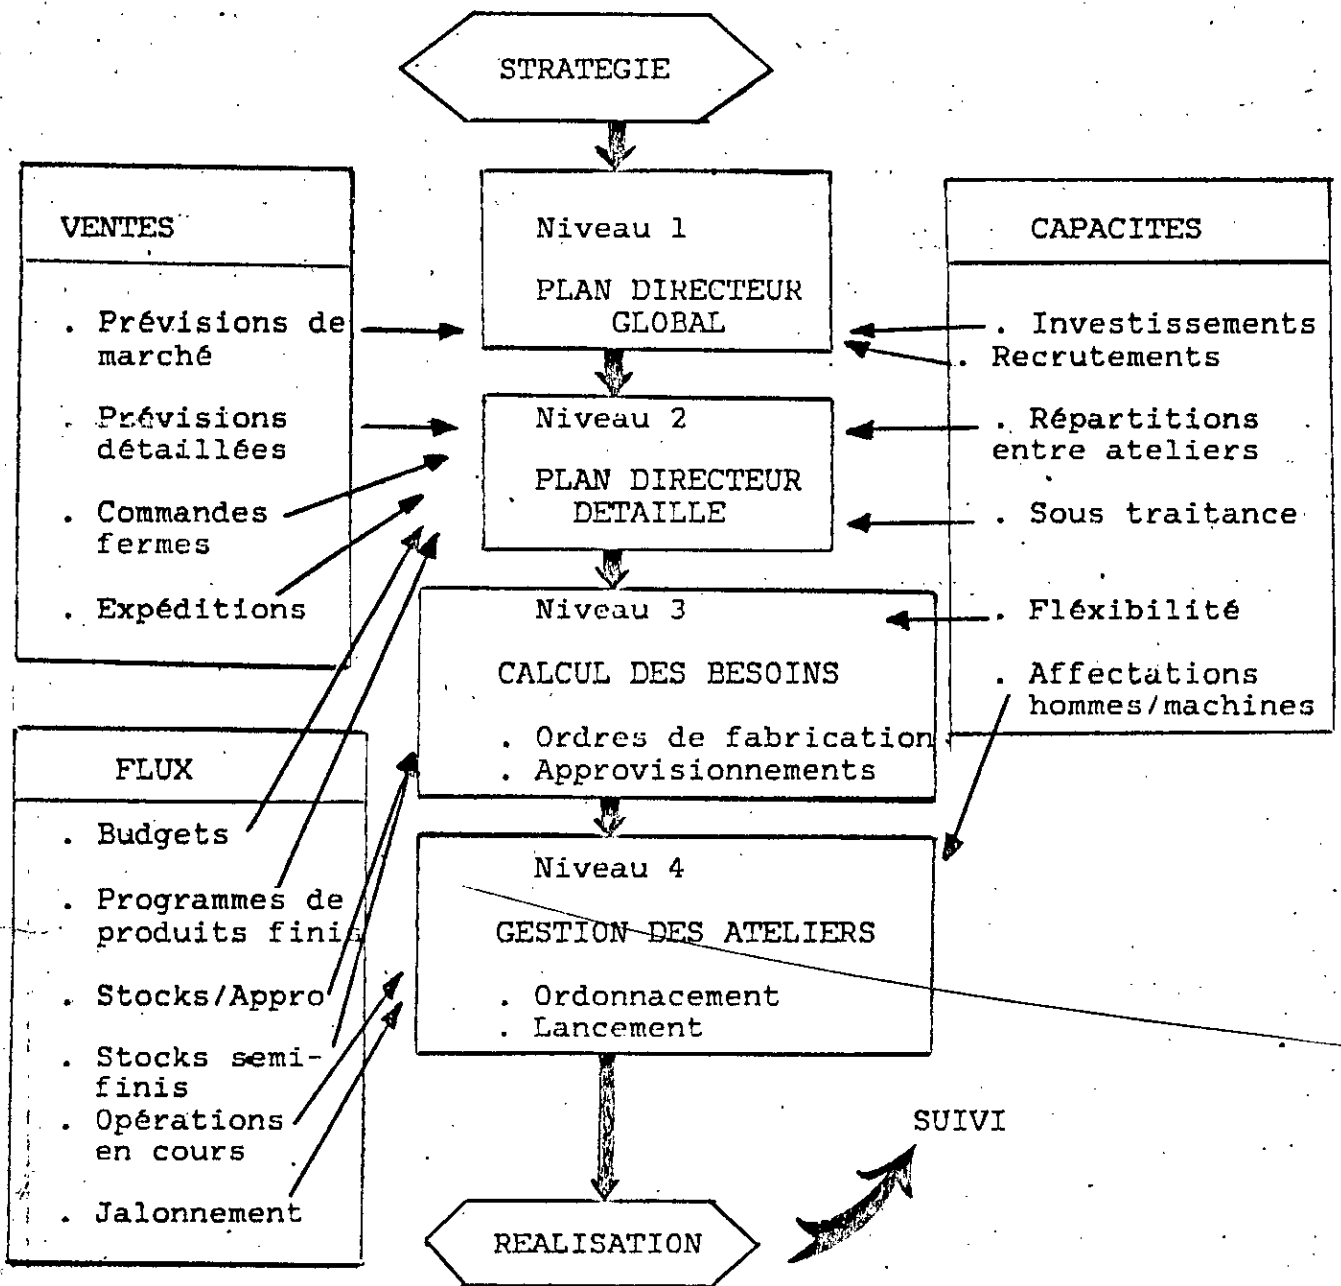 STRATEGIE
VENTES
. Prévisions de
marché
. Prévisions
détaillées
. Commandes
fermes
. Expéditions
FLUX
. Budgets
. Programmes de
produits finis
. Stocks/Appro
. Stocks semi-
finis
. Opérations
en cours
. Jalonnement
Niveau 1
PLAN DIRECTEUR
GLOBAL
Niveau 2
PLAN DIRECTEUR
DETAILLE
Niveau 3
CALCUL DES BESOINS
. Ordres de fabrication
. Approvisionnements
Niveau 4
GESTION DES ATELIERS
. Ordonnacement
. Lancement
REALISATION
SUIVI
CAPACITES
. Investissements
. Recrutements
. Répartitions
entre ateliers
. Sous traitance
. Fléxibilité
. Affectations
hommes/machines